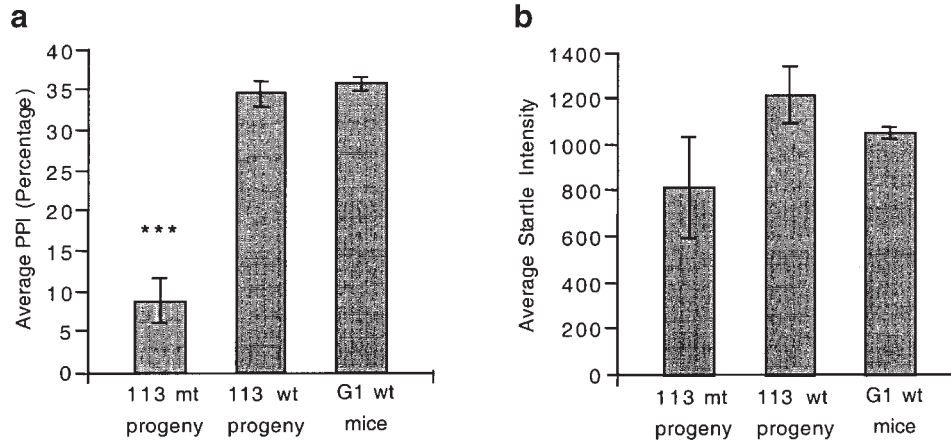 a
Average PPI (Percentage)
40
35
30
25
20
15
10
5
0
***
113 mt progeny
113 wt progeny
G1 wt mice
b
Average Startle Intensity
1400
1200
1000
800
600
400
200
0
113 mt progeny
113 wt progeny
G1 wt mice